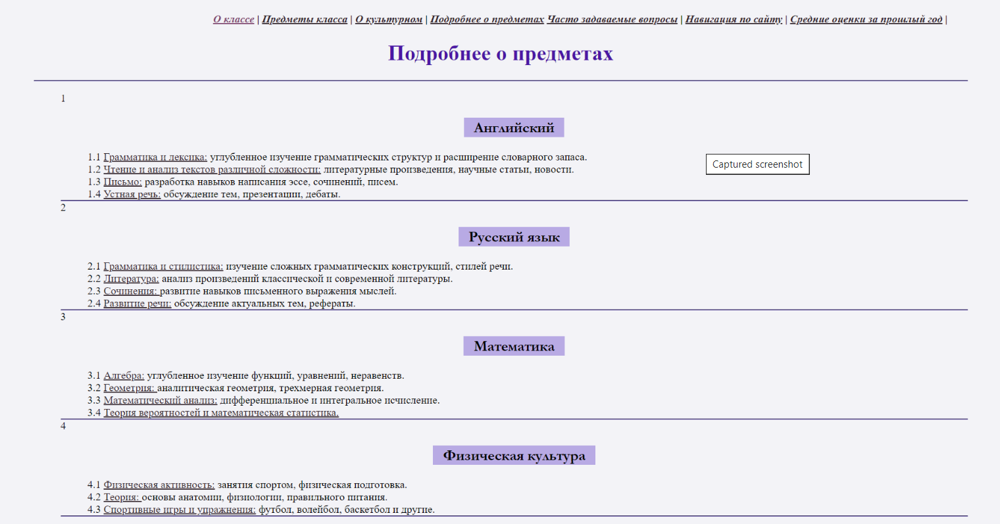 О классе | Предметы класса | О культурном | Подробнее о предметах Часто задаваемые вопросы | Навигация по сайту | Средние оценки за прошлый год |
Подробнее о предметах
1
Английский
1.1 Грамматика и лексика: углубленное изучение грамматических структур и расширение словарного запаса.
Captured screenshot
1.2 Чтение и анализ текстов различной сложности: литературные произведения, научные статьи, новости.
1.3 Письмо: разработка навыков написания эссе, сочинений, писем.
1.4 Устная речь: обсуждение тем, презентации, дебаты.
2
Русский язык
2.1 Грамматика и стилистика: изучение сложных грамматических конструкций, стилей речи.
2.2 Литература: анализ произведений классической и современной литературы.
2.3 Сочинения: развитие навыков письменного выражения мыслей.
2.4 Развитие речи: обсуждение актуальных тем, рефераты.
3
Математика
3.1 Алгебра: углубленное изучение функций, уравнений, неравенств.
3.2 Геометрия: аналитическая геометрия, трехмерная геометрия.
3.3 Математический анализ: дифференциальное и интегральное исчисление.
3.4 Теория вероятностей и математическая статистика.
4
Физическая культура
4.1 Физическая активность: занятия спортом, физическая подготовка.
4.2 Теория: основы анатомии, физиологии, правильного питания.
4.3 Спортивные игры и упражнения: футбол, волейбол, баскетбол и другие.